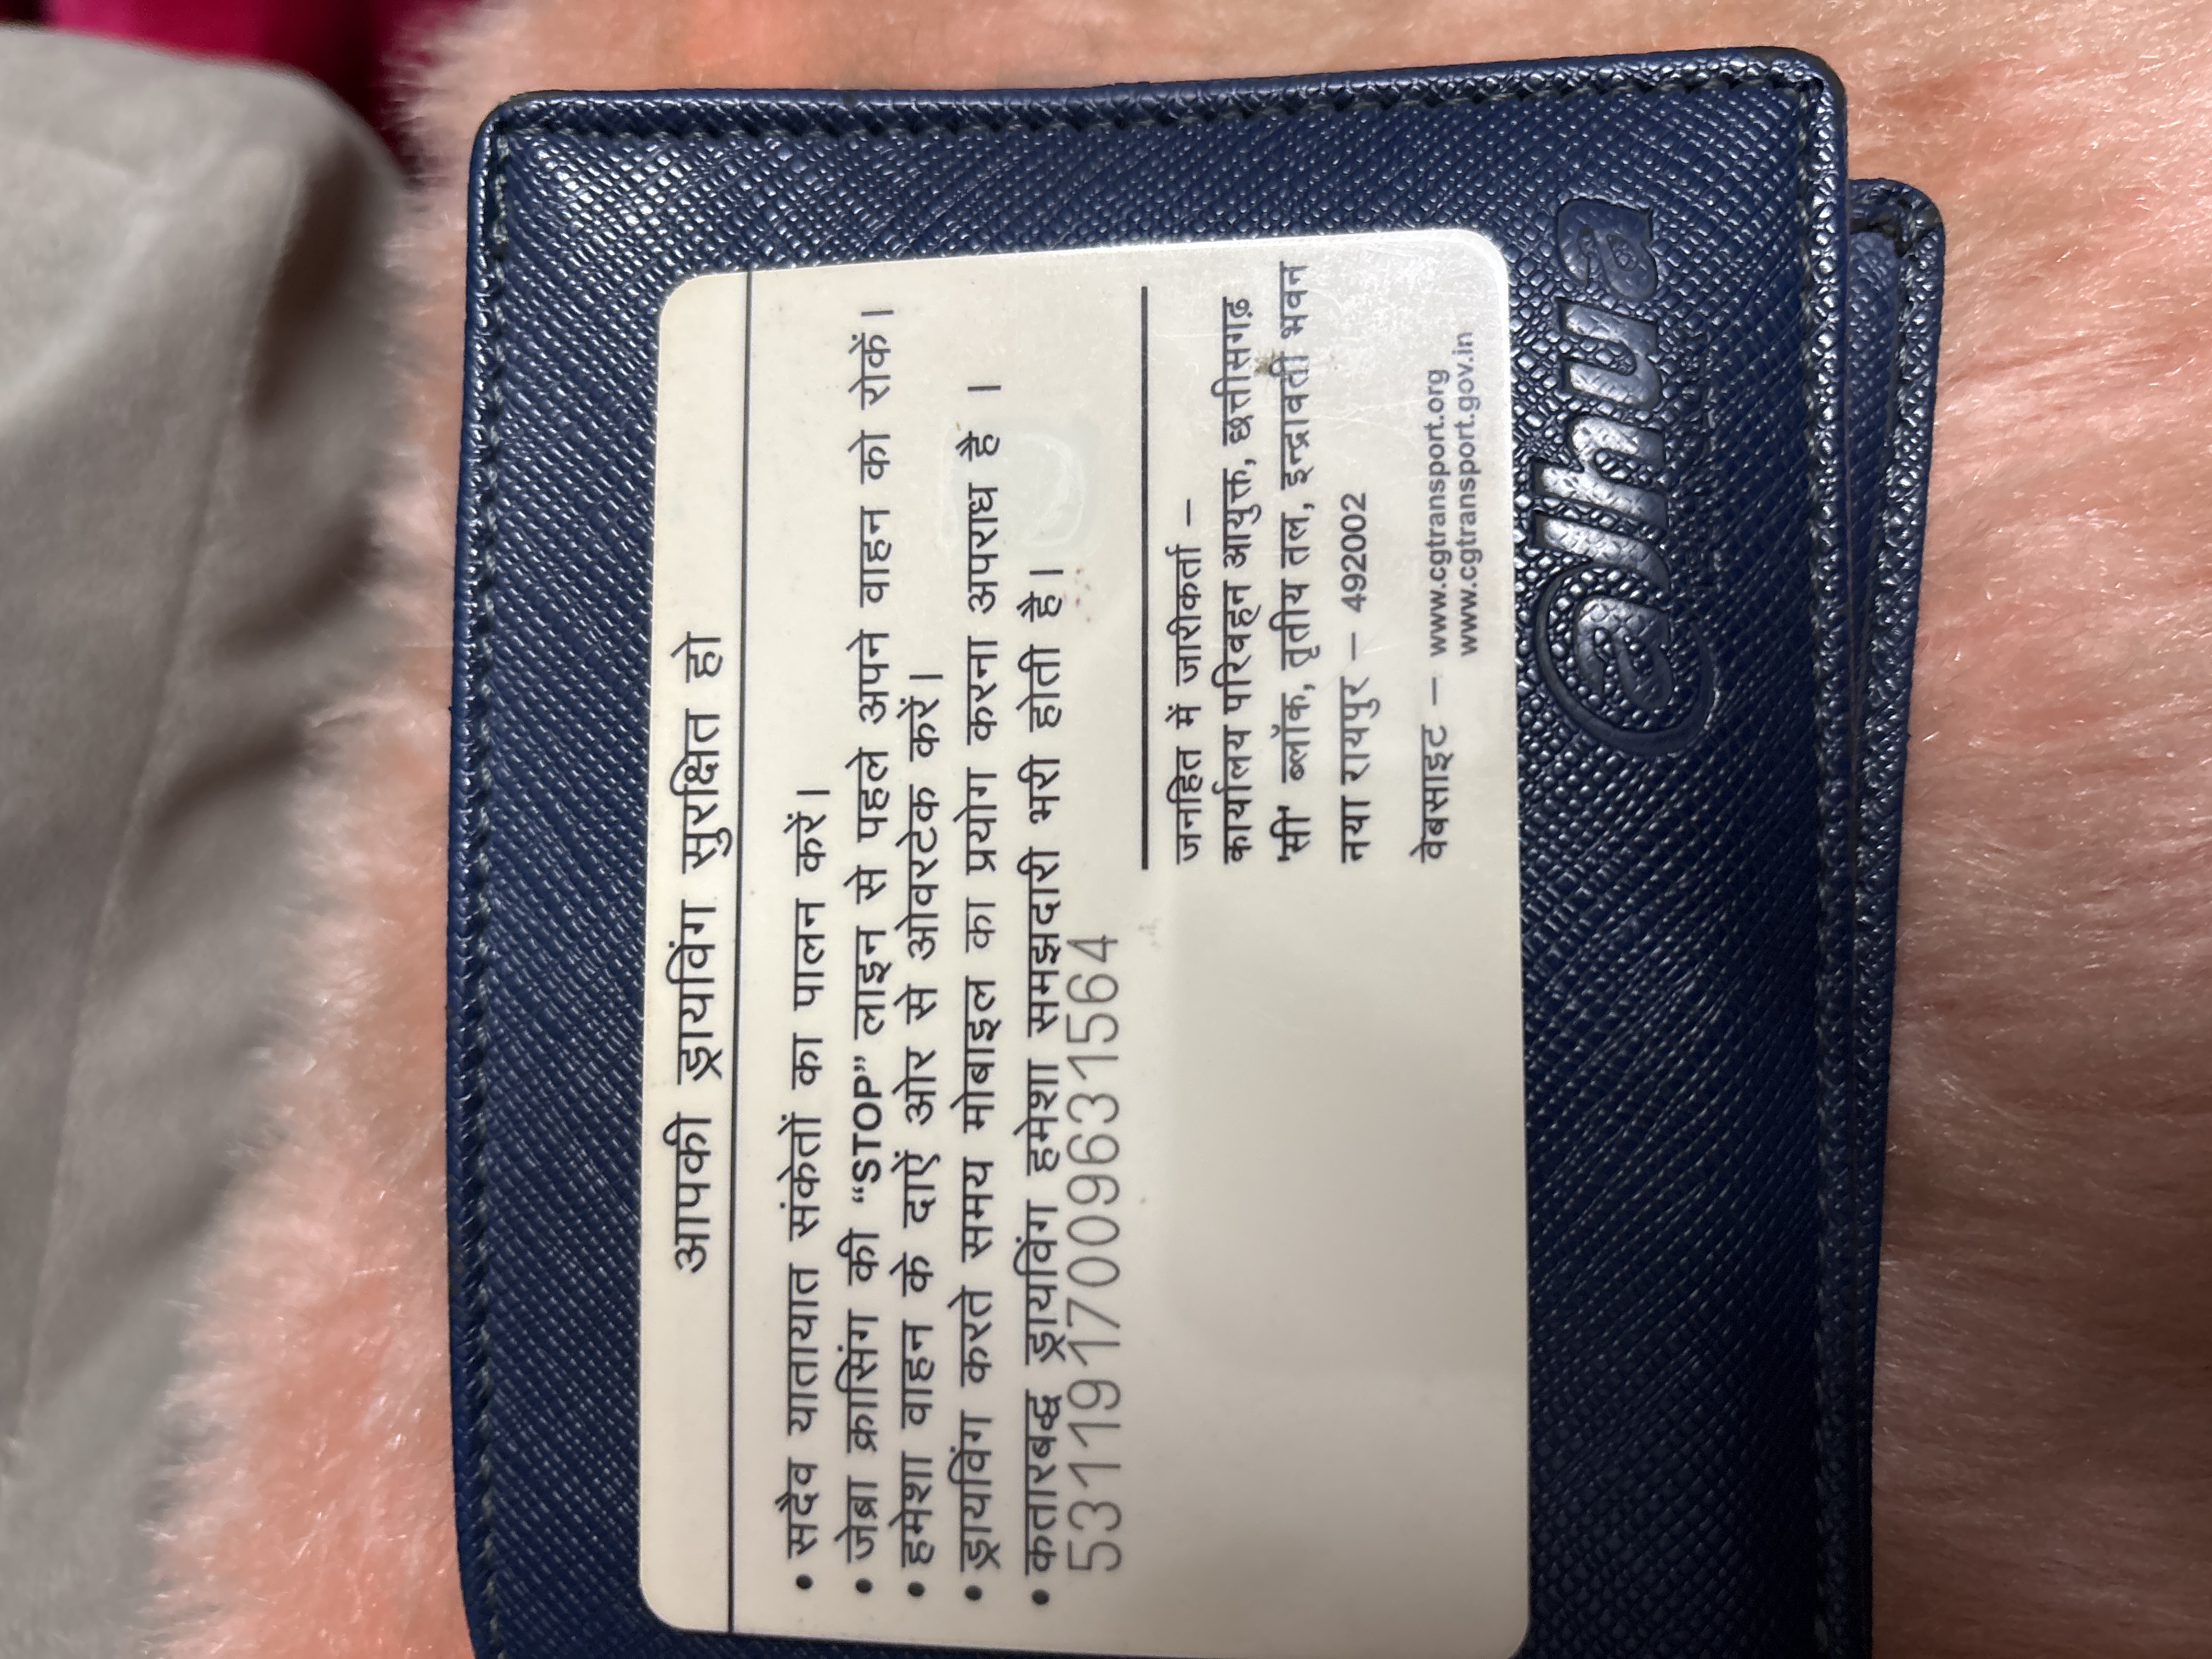 आपकी ड्रायविंग सुरक्षित हो
• सदैव यातायात संकेतों का पालन करें।
• जेब्रा क्रासिंग की “STOP” लाइन से पहले अपने वाहन को रोकें।
• हमेशा वाहन के दाऐं ओर से ओवरटेक करें।
• ड्रायविंग करते समय मोबाइल का प्रयोग करना अपराध है ।
• कतारबद्ध ड्रायविंग हमेशा समझदारी भरी होती है।
5311917009631564
जनहित में जारीकर्ता –
कार्यालय परिवहन आयुक्त, छत्तीसगढ़
'सी' ब्लॉक, तृतीय तल, इन्द्रावती भवन
नया रायपुर – 492002
वेबसाइट – www.cgtransport.org
www.cgtransport.gov.in
alhua